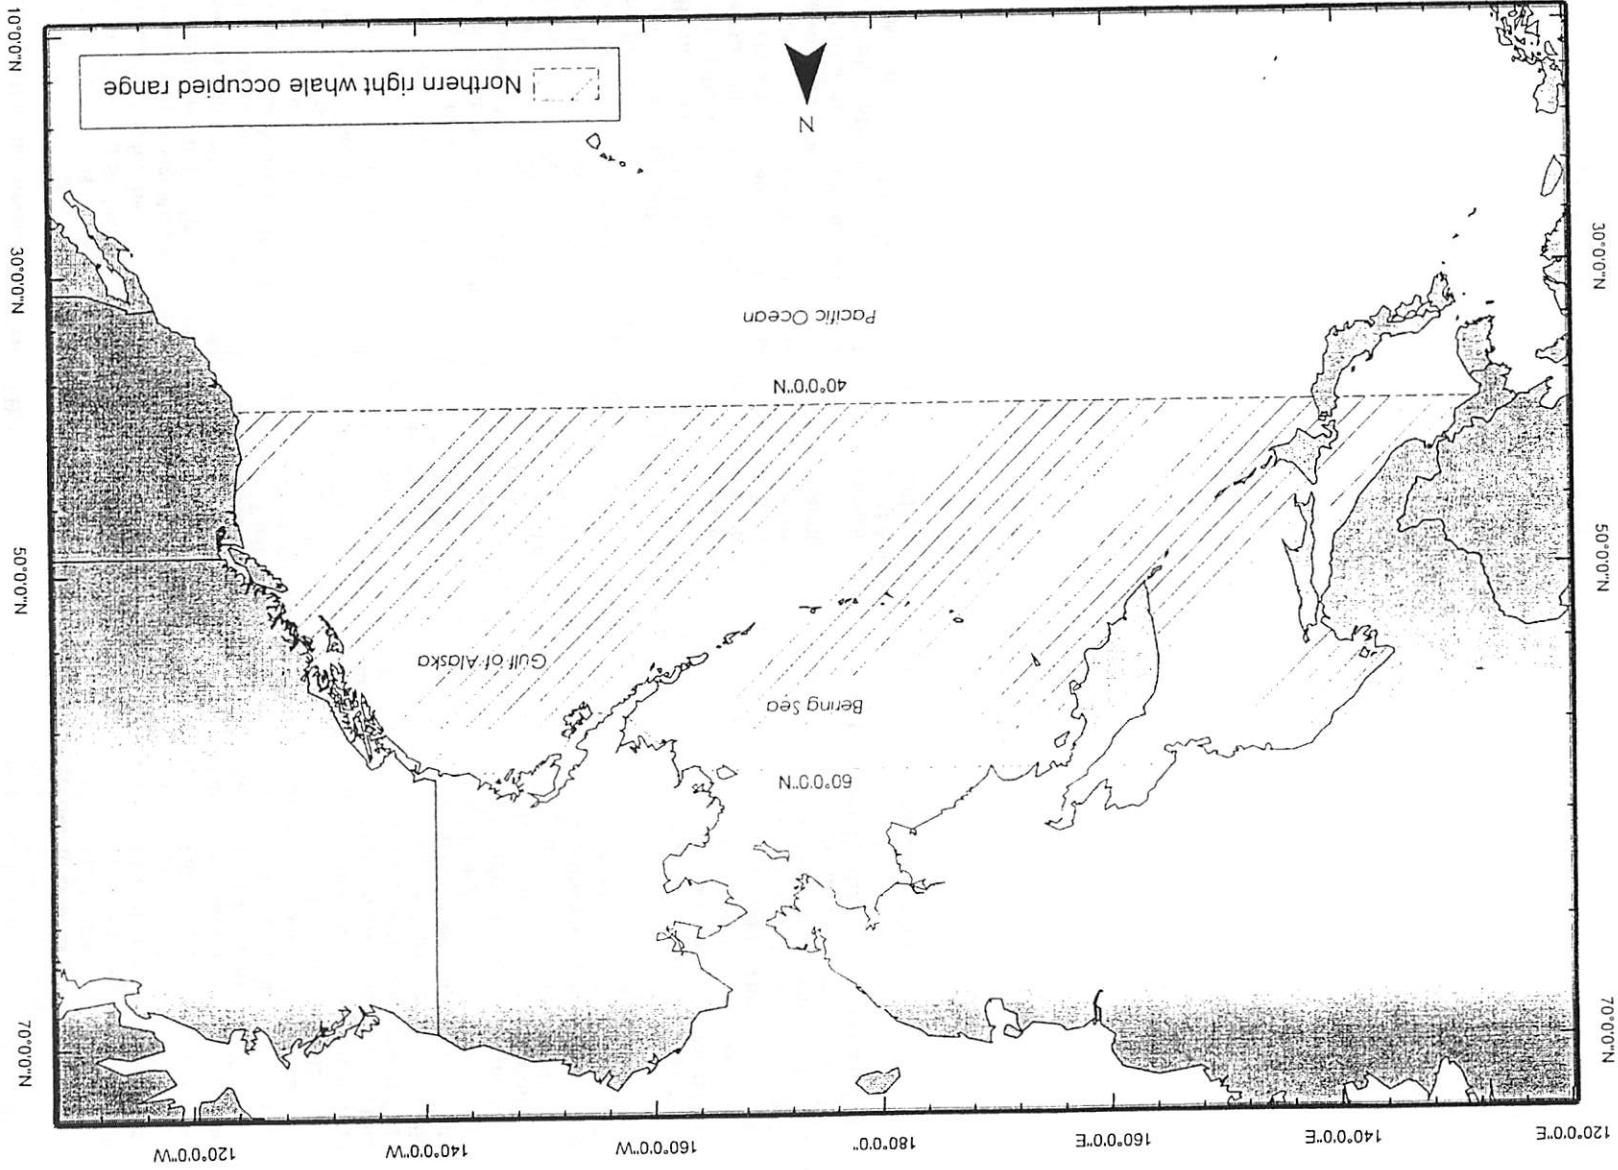 120°0'0"E
140°0'0"E
160°0'0"E
180°0'0"
160°0'0"W
140°0'0"W
120°0'0"W
70°0'0"N
70°0'0"N
60°0'0"N
Bering Sea
Gulf of Alaska
50°0'0"N
50°0'0"N
40°0'0"N
Pacific Ocean
30°0'0"N
30°0'0"N
N
Northern right whale occupied range
10°0'0"N